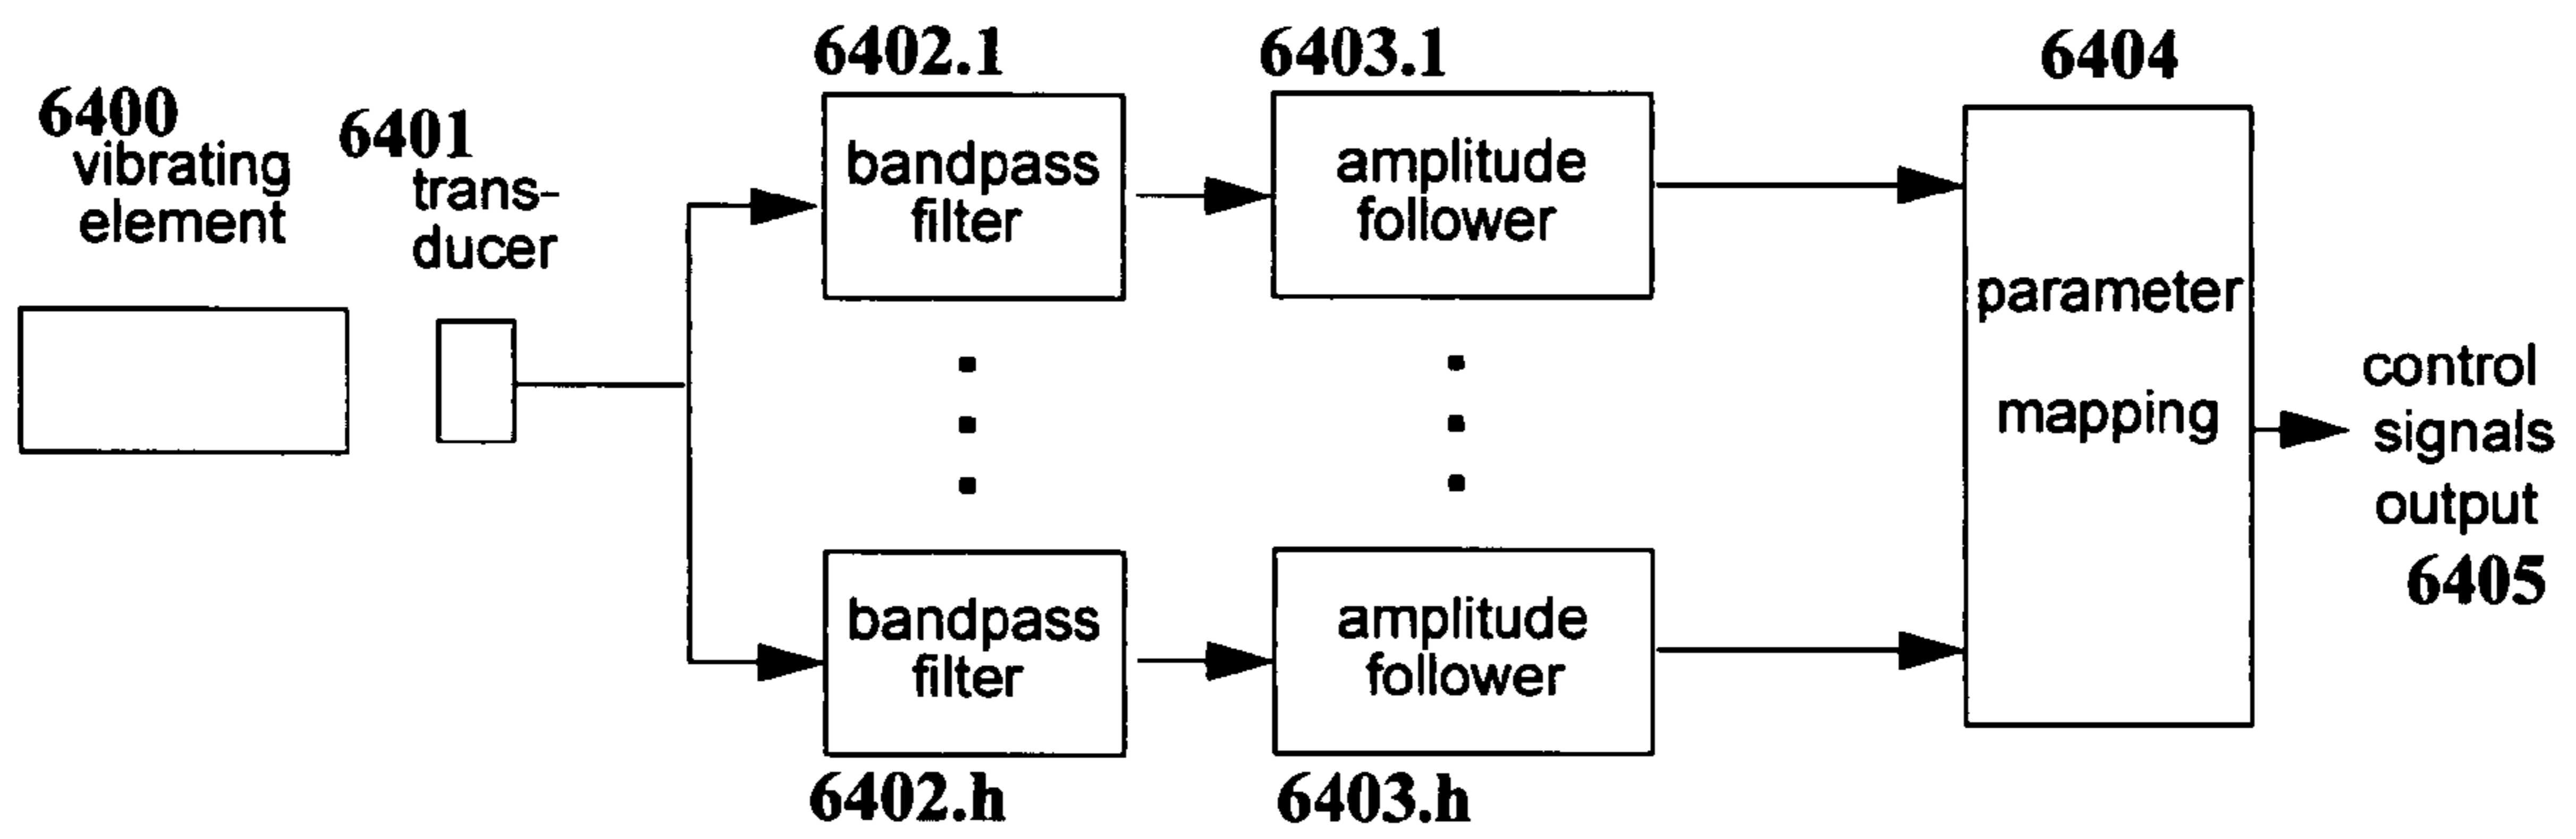 6400
vibrating
element
6401
trans-
ducer
6402.1
bandpass
filter
6403.1
amplitude
follower
6404
parameter
mapping
control
signals
output
6405
bandpass
filter
6402.h
amplitude
follower
6403.h